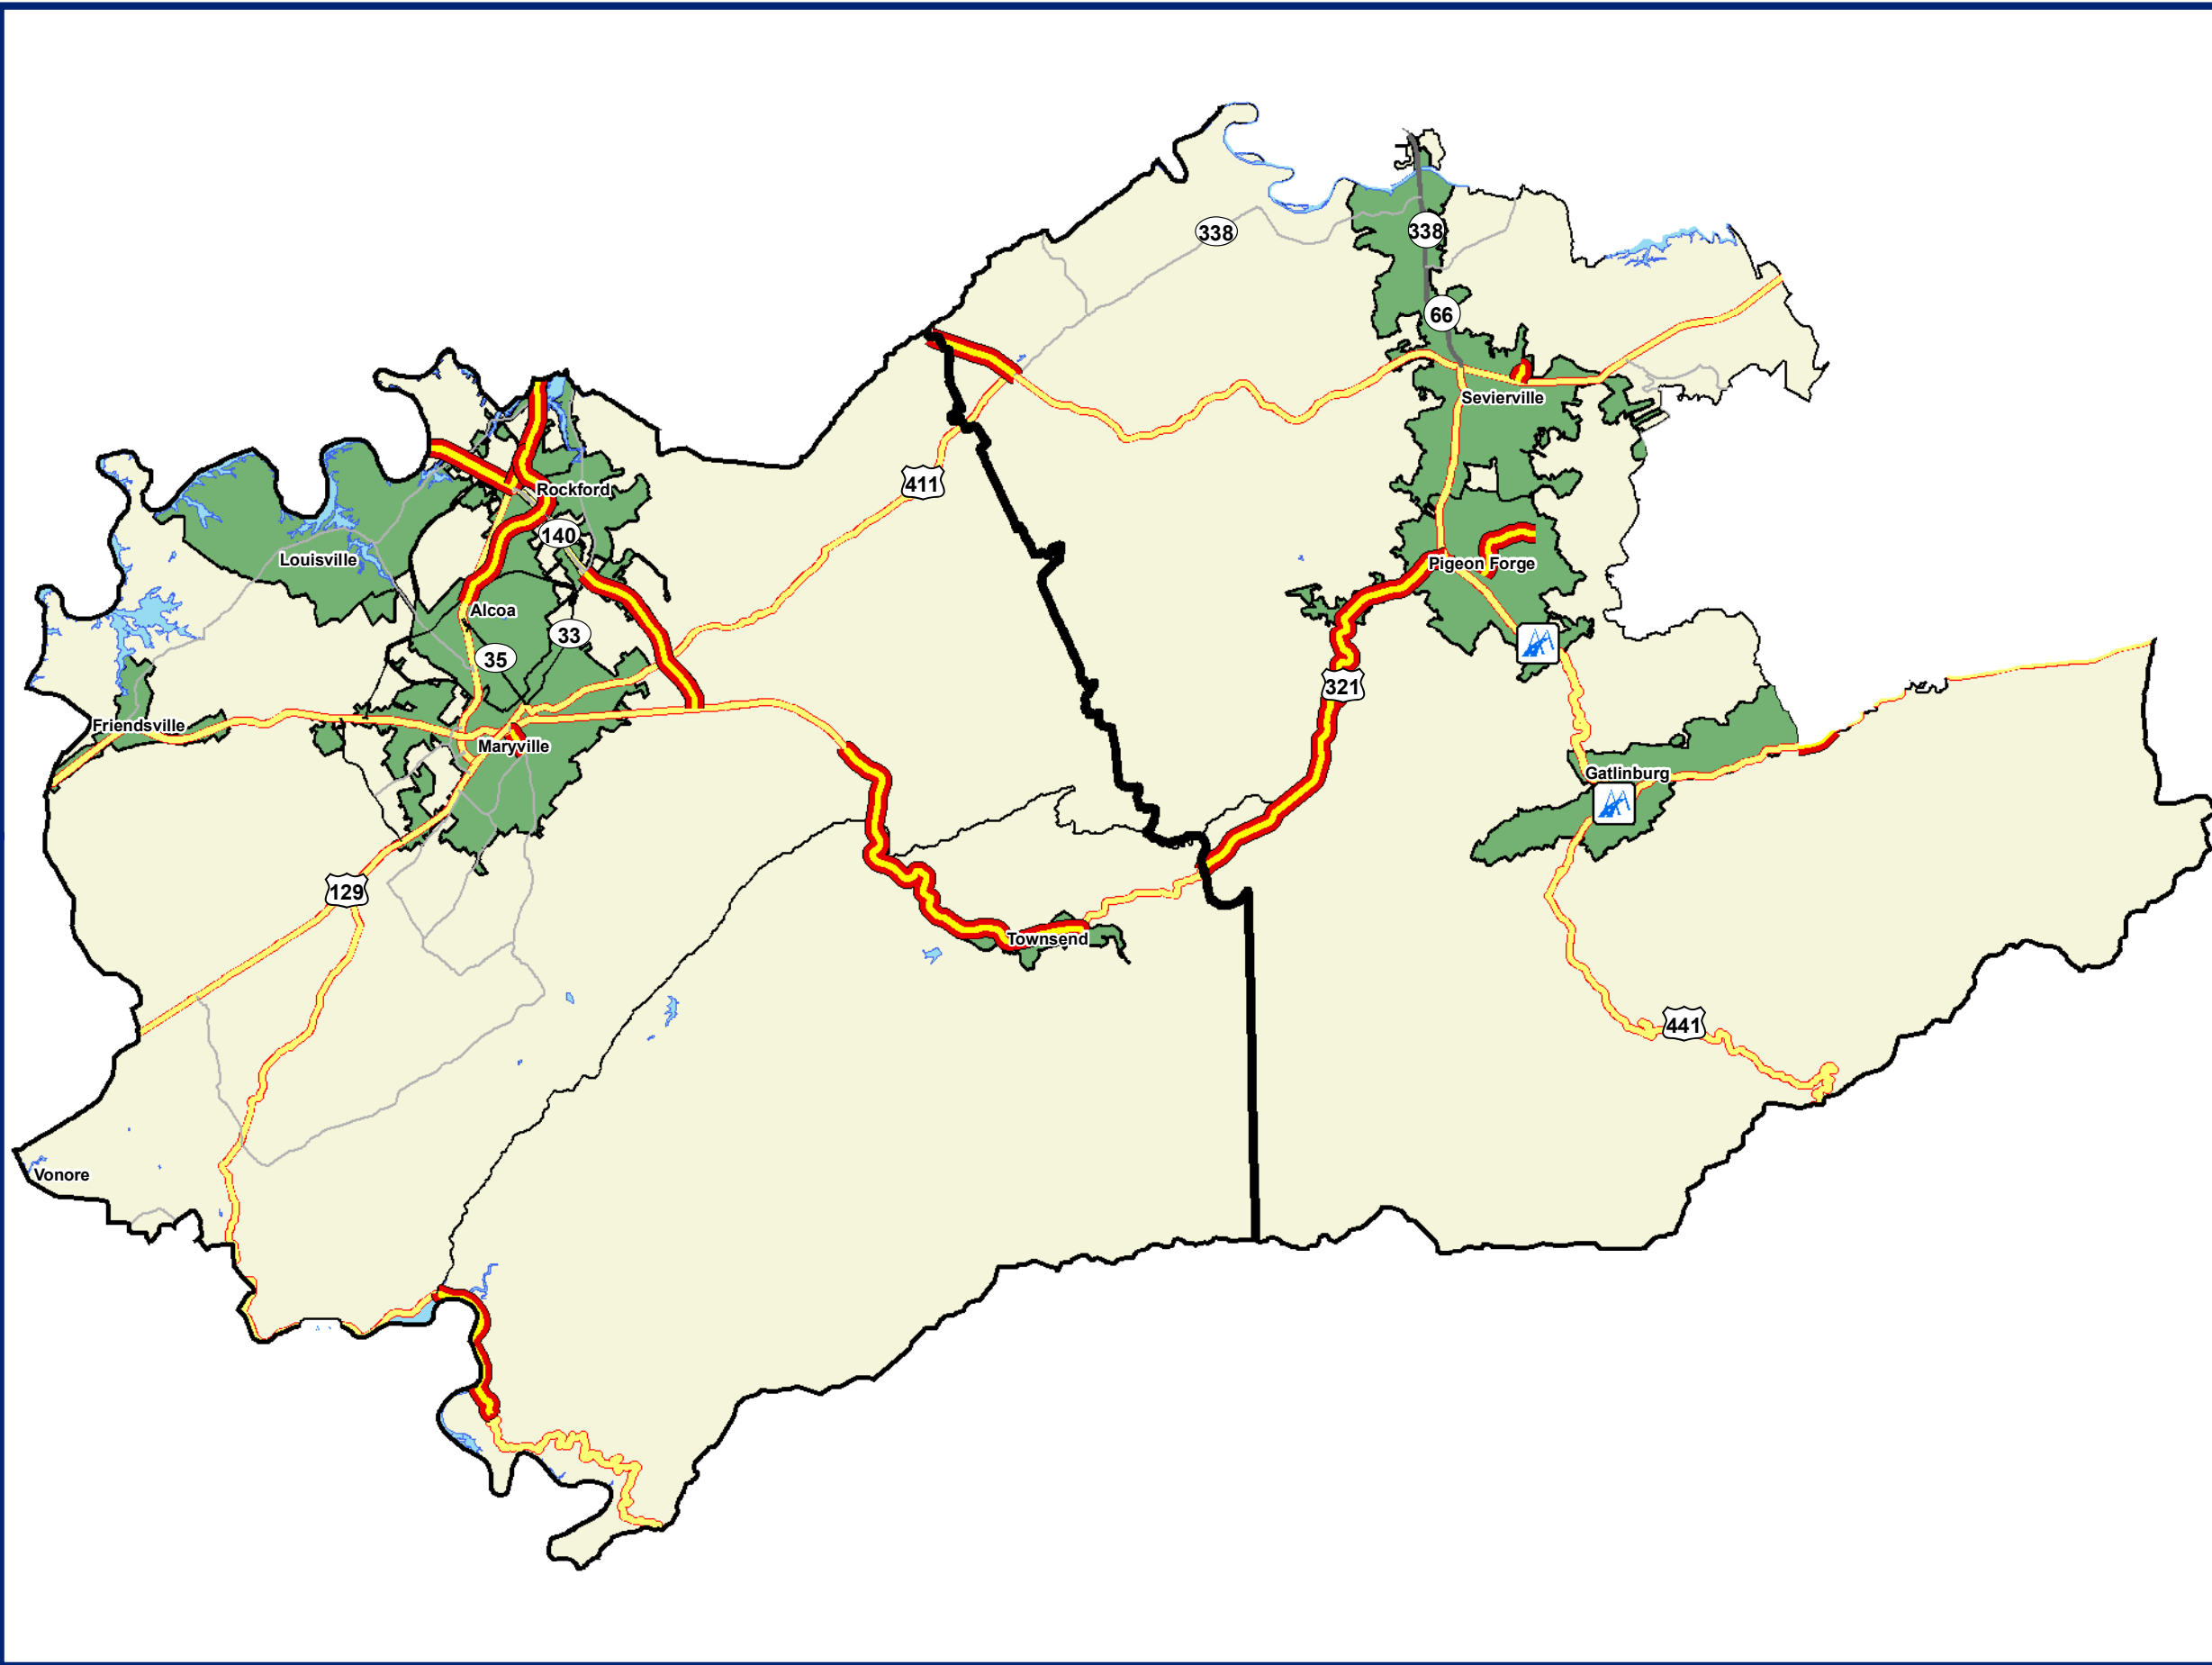 338
338
66
Sevierville
411
Rockford
140
Louisville
Pigeon Forge
Alcoa
33
35
321
Friendsville
Maryville
Gatlinburg
129
Townsend
441
Vonore